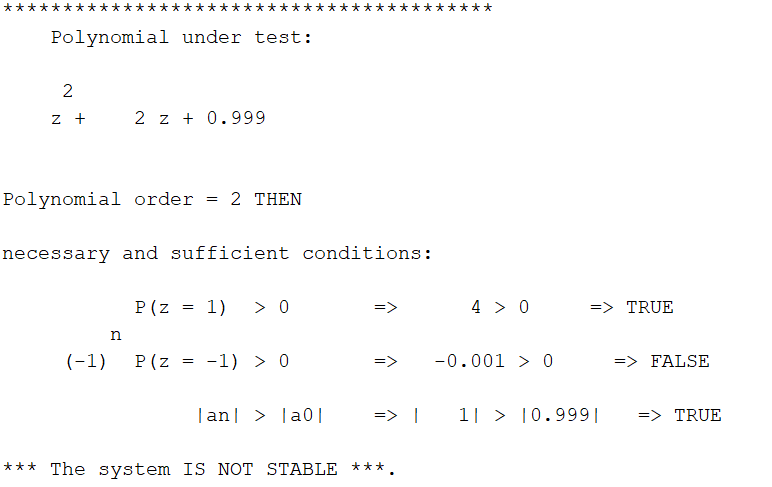 *****************************************
Polynomial under test:
2
z + 2 z + 0.999
Polynomial order = 2 THEN
necessary and sufficient conditions:
P(z = 1) > 0 => 4 > 0 => TRUE
n
(-1) P(z = -1) > 0 => -0.001 > 0 => FALSE
|an| > |a0| => | 1| > |0.999| => TRUE
*** The system IS NOT STABLE ***.